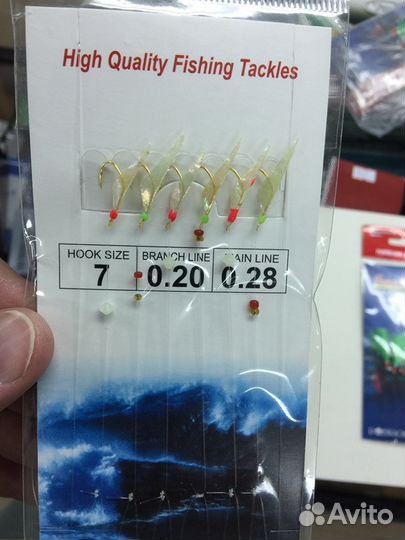 High Quality Fishing Tackles
HOOK SIZE BRANCH LINE MAIN LINE
7 0.20 0.28
Avito